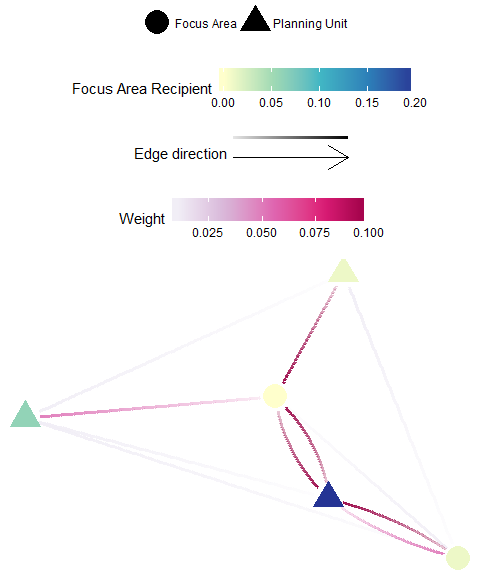 Focus Area Planning Unit
Focus Area Recipient
0.00 0.05 0.10 0.15 0.20
Edge direction
Weight
0.025 0.050 0.075 0.100